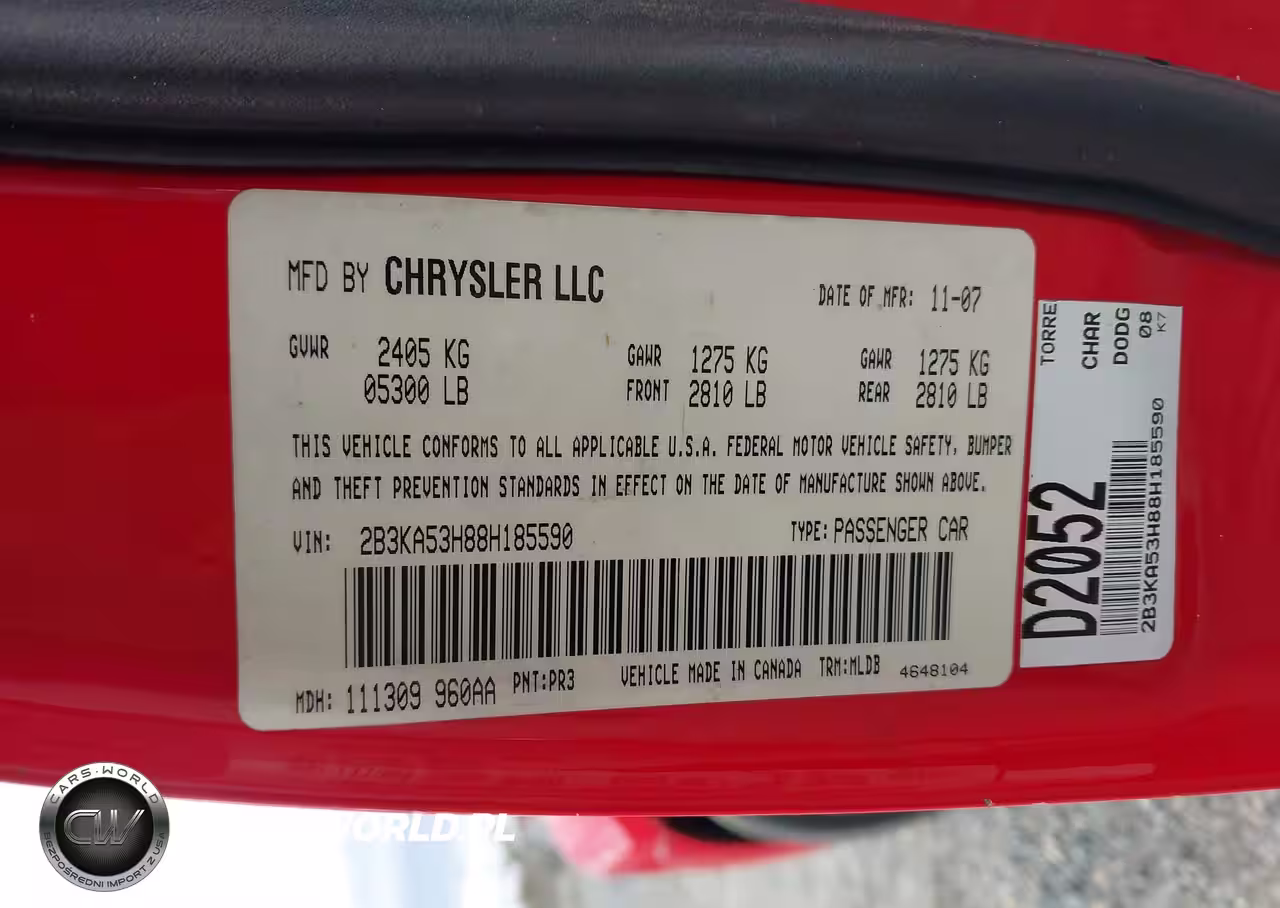 MFD BY CHRYSLER LLC
DATE OF MFR: 11-07
GVWR 2405 KG GAWR 1275 KG GAWR 1275 KG
05300 LB FRONT 2810 LB REAR 2810 LB
THIS VEHICLE CONFORMS TO ALL APPLICABLE U.S.A. FEDERAL MOTOR VEHICLE SAFETY, BUMPER
AND THEFT PREVENTION STANDARDS IN EFFECT ON THE DATE OF MANUFACTURE SHOWN ABOVE.
VIN: 2B3KA53H88H185590 TYPE: PASSENGER CAR
MDH: 111309 960AA PNT:PR3 VEHICLE MADE IN CANADA TRM:MLDB 4648104
TORRE
CHAR
DODG
08
K7
D2052
2B3KA53H88H185590
CARS-WORLD
CW
BEZPOŚREDNI IMPORT Z USA
WORLD.PL